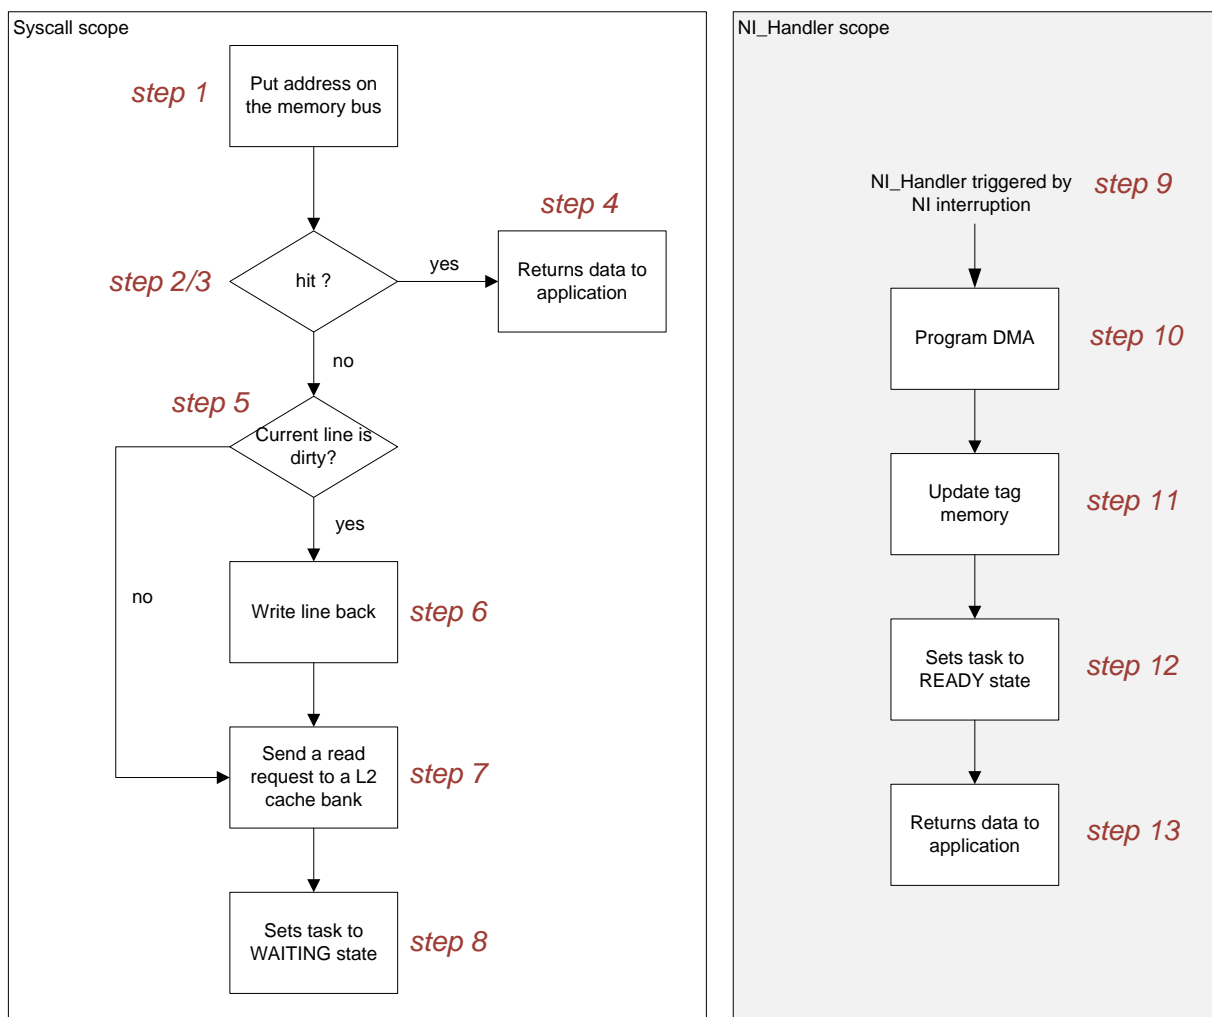 Syscall scope
step 1
Put address on
the memory bus
step 2/3
hit ?
yes
step 4
Returns data to
application
no
step 5
Current line is
dirty?
yes
no
Write line back
step 6
Send a read
request to a L2
cache bank
step 7
Sets task to
WAITING state
step 8
NI_Handler scope
NI_Handler triggered by
NI interruption
step 9
Program DMA
step 10
Update tag
memory
step 11
Sets task to
READY state
step 12
Returns data to
application
step 13